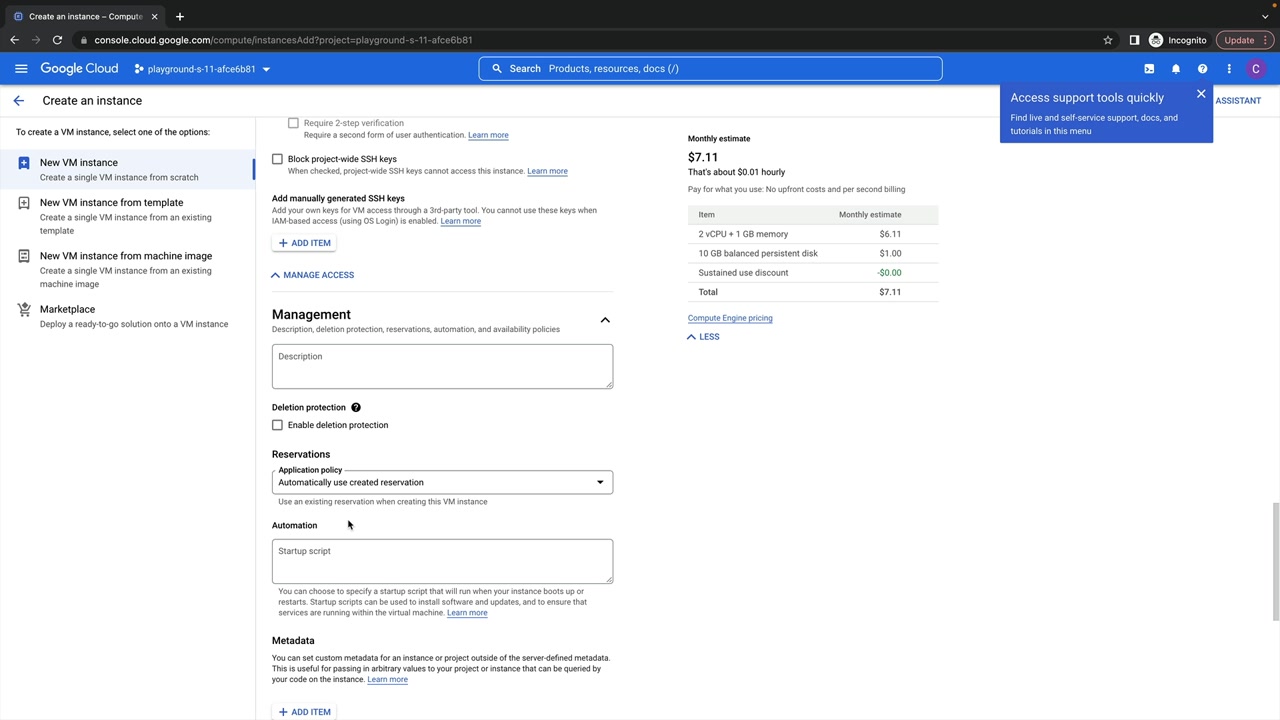 Create an instance – Compute
console.cloud.google.com/compute/instancesAdd?project=playground-s-11-afce6b81
Incognito
Update
Google Cloud
playground-s-11-afce6b81
Search Products, resources, docs (/)
C
Create an instance
ASSISTANT
Access support tools quickly
Find live and self-service support, docs, and
tutorials in this menu
To create a VM instance, select one of the options:
New VM instance
Create a single VM instance from scratch
New VM instance from template
Create a single VM instance from an existing
template
New VM instance from machine image
Create a single VM instance from an existing
machine image
Marketplace
Deploy a ready-to-go solution onto a VM instance
Require 2-step verification
Require a second form of user authentication. Learn more
Block project-wide SSH keys
When checked, project-wide SSH keys cannot access this instance. Learn more
Add manually generated SSH keys
Add your own keys for VM access through a 3rd-party tool. You cannot use these keys when
IAM-based access (using OS Login) is enabled. Learn more
+ ADD ITEM
MANAGE ACCESS
Management
Description, deletion protection, reservations, automation, and availability policies
Description
Deletion protection ?
Enable deletion protection
Reservations
Application policy
Automatically use created reservation
Use an existing reservation when creating this VM instance
Automation
Startup script
You can choose to specify a startup script that will run when your instance boots up or
restarts. Startup scripts can be used to install software and updates, and to ensure that
services are running within the virtual machine. Learn more
Metadata
You can set custom metadata for an instance or project outside of the server-defined metadata.
This is useful for passing in arbitrary values to your project or instance that can be queried by
your code on the instance. Learn more
+ ADD ITEM
Monthly estimate
$7.11
That's about $0.01 hourly
Pay for what you use: No upfront costs and per second billing
Item Monthly estimate
2 vCPU + 1 GB memory $6.11
10 GB balanced persistent disk $1.00
Sustained use discount -$0.00
Total $7.11
Compute Engine pricing
LESS